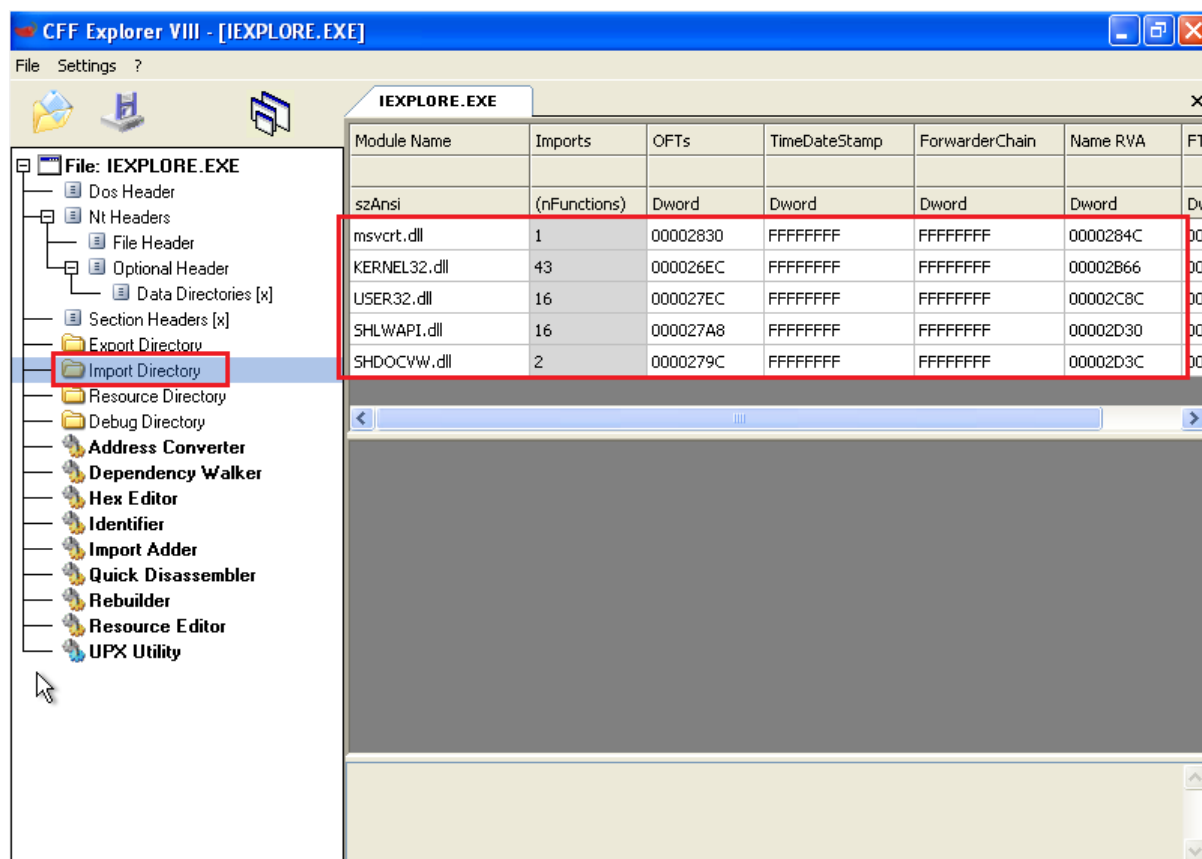 CFF Explorer VIII - [IEXPLORE.EXE]
File Settings ?
IEXPLORE.EXE
File: IEXPLORE.EXE
Dos Header
Nt Headers
File Header
Optional Header
Data Directories [x]
Section Headers [x]
Export Directory
Import Directory
Resource Directory
Debug Directory
Address Converter
Dependency Walker
Hex Editor
Identifier
Import Adder
Quick Disassembler
Rebuilder
Resource Editor
UPX Utility
Module Name Imports OFTs TimeDateStamp ForwarderChain Name RVA
szAnsi (nFunctions) Dword Dword Dword Dword
msvcrt.dll 1 00002830 FFFFFFFF FFFFFFFF 0000284C
KERNEL32.dll 43 000026EC FFFFFFFF FFFFFFFF 00002B66
USER32.dll 16 000027EC FFFFFFFF FFFFFFFF 00002C8C
SHLWAPI.dll 16 000027A8 FFFFFFFF FFFFFFFF 00002D30
SHDOCVW.dll 2 0000279C FFFFFFFF FFFFFFFF 00002D3C